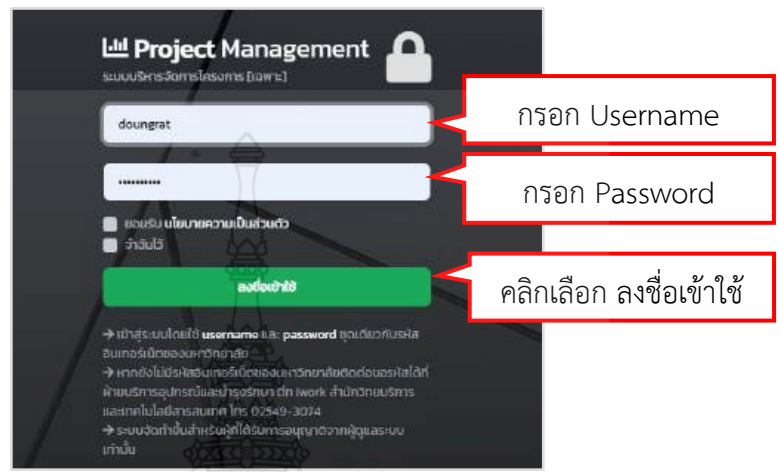 Project Management
ระบบบริหารจัดการโครงการ [เฉพาะ]
doungrat
กรอก Username
••••••••••
กรอก Password
ยอมรับ นโยบายความเป็นส่วนตัว
จำฉันไว้
ลงชื่อเข้าใช้
คลิกเลือก ลงชื่อเข้าใช้
→ เข้าสู่ระบบโดยใช้ username และ password ชุดเดียวกับรหัส
อินเทอร์เน็ตของมหาวิทยาลัย
→ หากยังไม่มีรหัสอินเทอร์เน็ตของมหาวิทยาลัยติดต่อขอรหัสได้ที่
ฝ่ายบริการอุปกรณ์และบำรุงรักษา ตึก iwork สำนักวิทยบริการ
และเทคโนโลยีสารสนเทศ โทร 02549-3074
→ ระบบจัดทำขึ้นสำหรับผู้ที่ได้รับการอนุญาตจากผู้ดูแลระบบ
เท่านั้น